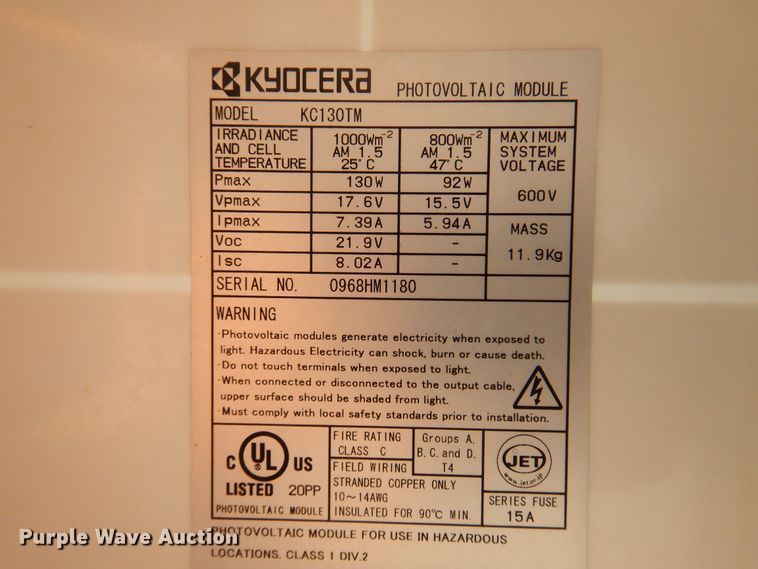 KYOCERA PHOTOVOLTAIC MODULE
MODEL KC130TM
IRRADIANCE AND CELL TEMPERATURE 1000Wm⁻² AM 1.5 25°C 800Wm⁻² AM 1.5 47°C MAXIMUM SYSTEM VOLTAGE
Pmax 130W 92W 600V
Vpmax 17.6V 15.5V
Ipmax 7.39A 5.94A MASS
Voc 21.9V - 11.9Kg
Isc 8.02A -
SERIAL NO. 0968HM1180
WARNING
·Photovoltaic modules generate electricity when exposed to
light. Hazardous Electricity can shock, burn or cause death.
·Do not touch terminals when exposed to light.
·When connected or disconnected to the output cable,
upper surface should be shaded from light.
·Must comply with local safety standards prior to installation.
C UL US
LISTED 20PP
PHOTOVOLTAIC MODULE
FIRE RATING
CLASS C
Groups A.
B. C. and D.
T4
FIELD WIRING
STRANDED COPPER ONLY
10~14AWG
INSULATED FOR 90°C MIN.
JET
www.jet.or.jp
SERIES FUSE
15A
PHOTOVOLTAIC MODULE FOR USE IN HAZARDOUS
LOCATIONS. CLASS 1 DIV.2
Purple Wave Auction